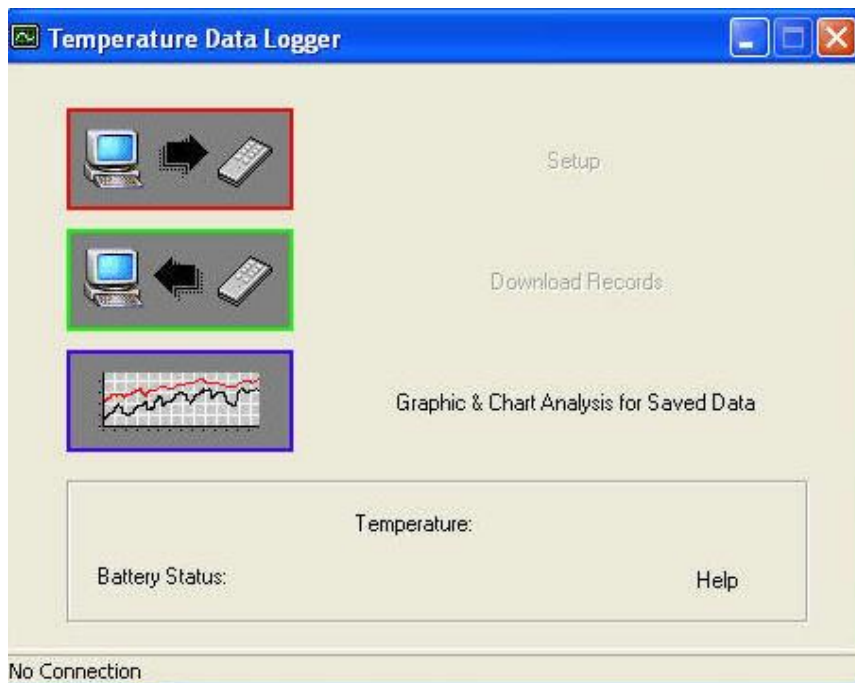 Temperature Data Logger
Setup
Download Records
Graphic & Chart Analysis for Saved Data
Temperature:
Battery Status:
Help
No Connection